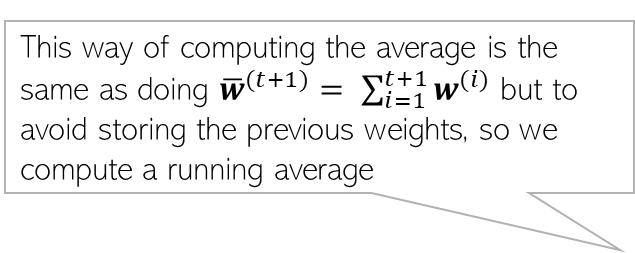 This way of computing the average is the
same as doing w̅^(t+1) = ∑_{i=1}^{t+1} w^(i) but to
avoid storing the previous weights, so we
compute a running average